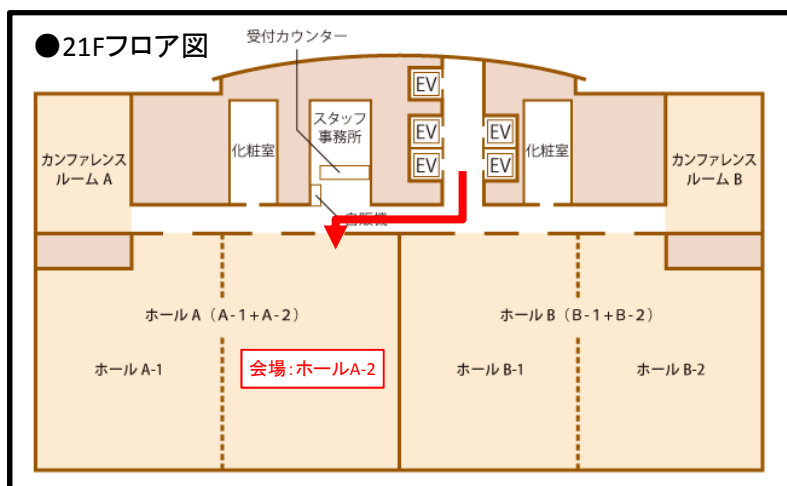 ●21Fフロア図
受付カウンター
EV
EV
EV
EV
EV
スタッフ
事務所
化粧室
化粧室
カンファレンス
ルーム A
カンファレンス
ルーム B
自販機
ホール A（A-1＋A-2）
ホール B（B-1＋B-2）
ホール A-1
会場：ホールA-2
ホール B-1
ホール B-2